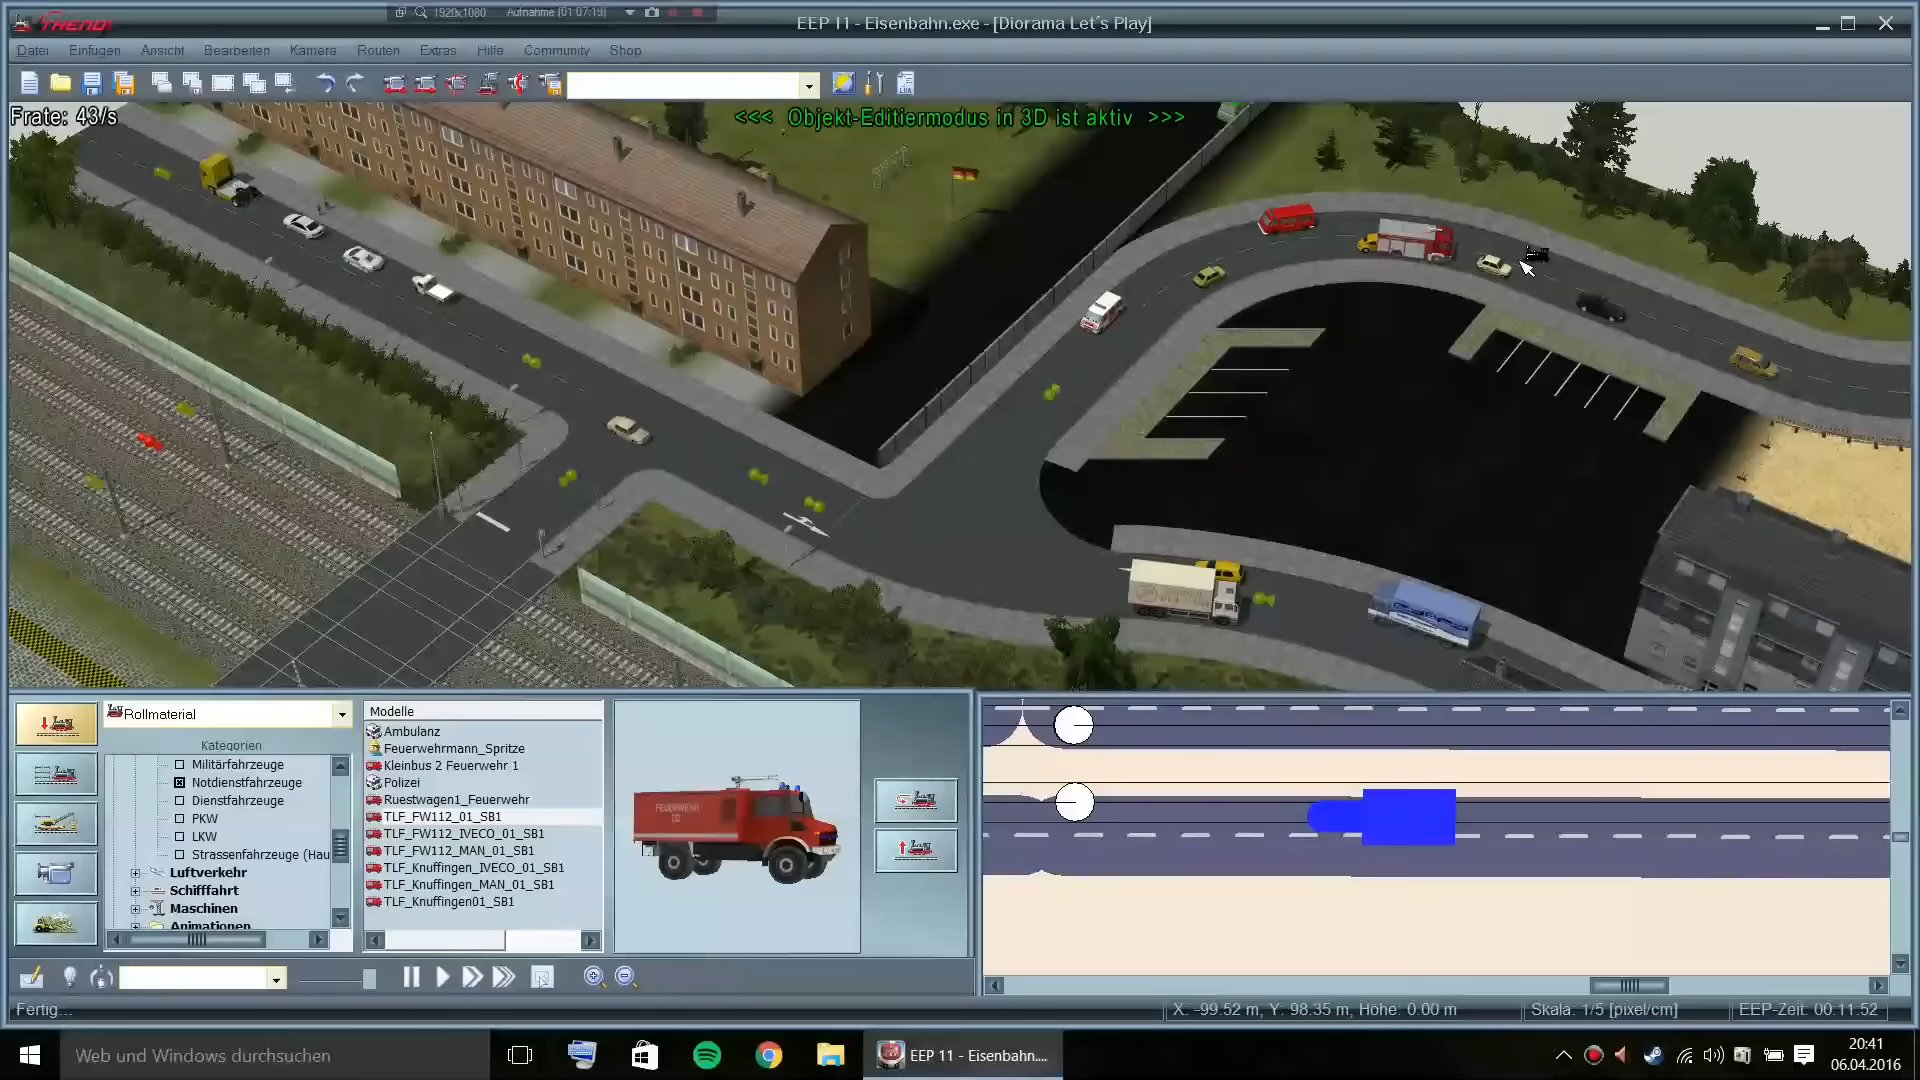 1920x1080 Aufnahme [01:07:19]
TREND
EEP 11 - Eisenbahn.exe - [Diorama Let´s Play]
Datei Einfügen Ansicht Bearbeiten Kamera Routen Extras Hilfe Community Shop
Frate: 43/s
<<< Objekt-Editiermodus in 3D ist aktiv >>>
Rollmaterial
Kategorien
Militärfahrzeuge
Notdienstfahrzeuge
Dienstfahrzeuge
PKW
LKW
Strassenfahrzeuge (Hau
Luftverkehr
Schifffahrt
Maschinen
Animationen
Modelle
Ambulanz
Feuerwehrmann_Spritze
Kleinbus 2 Feuerwehr 1
Polizei
Ruestwagen1_Feuerwehr
TLF_FW112_01_SB1
TLF_FW112_IVECO_01_SB1
TLF_FW112_MAN_01_SB1
TLF_Knuffingen_IVECO_01_SB1
TLF_Knuffingen_MAN_01_SB1
TLF_Knuffingen01_SB1
FEUERWEHR
112
Fertig...
X. -99.52 m, Y: 98.35 m, Höhe: 0.00 m
Skala: 1/5 [pixel/cm]
EEP-Zeit: 00:11:52
Web und Windows durchsuchen
EEP 11 - Eisenbahn....
20:41
06.04.2016